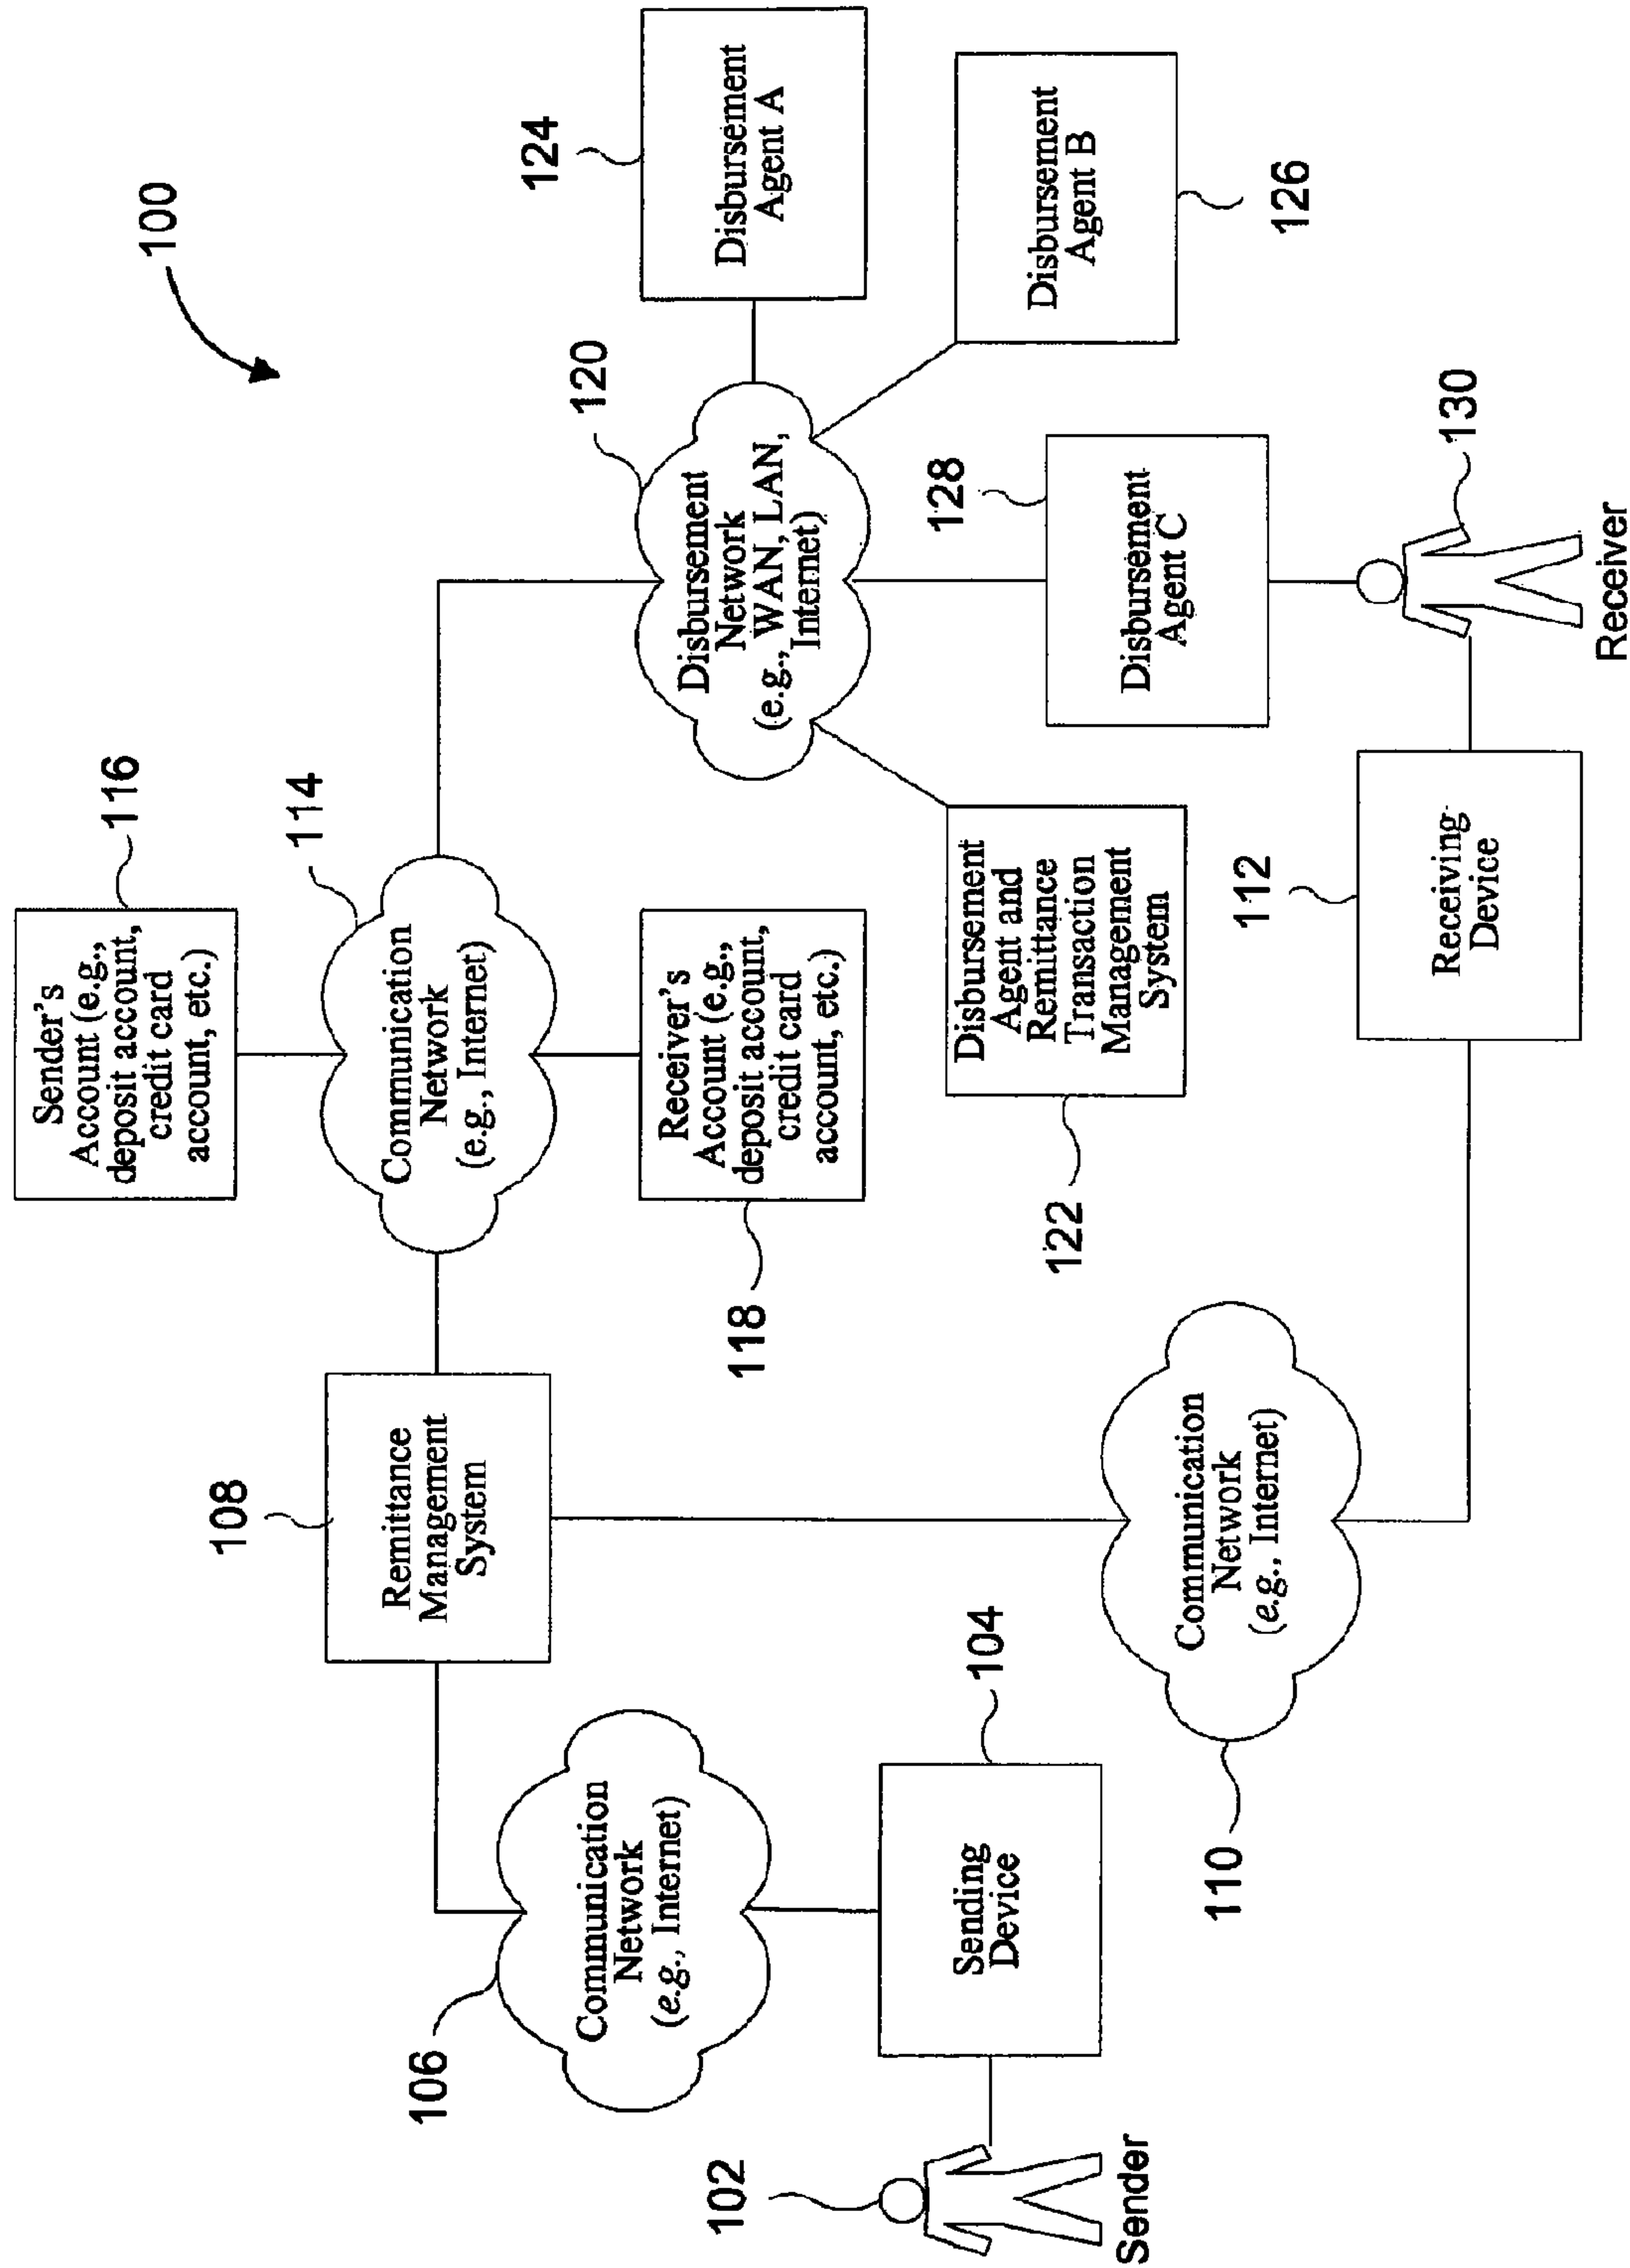 100
116
Sender's
Account (e.g.,
deposit account,
credit card
account, etc.)
114
Communication
Network
(e.g., Internet)
108
Remittance
Management
System
118
Receiver's
Account (e.g.,
deposit account,
credit card
account, etc.)
120
Disbursement
Network
(e.g., WAN, LAN,
Internet)
124
Disbursement
Agent A
106
Communication
Network
(e.g., Internet)
122
Disbursement
Agent and
Remittance
Transaction
Management
System
128
Disbursement
Agent C
Disbursement
Agent B
126
102
Sender
104
Sending
Device
110
Communication
Network
(e.g., Internet)
112
Receiving
Device
130
Receiver